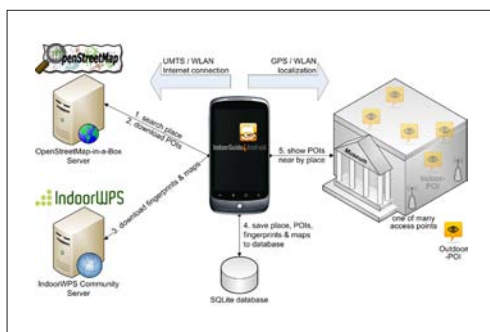 OpenStreetMap
UMTS / WLAN
Internet connection
GPS / WLAN
localization
1. search place
2. download POIs
OpenStreetMap-in-a-Box
Server
IndoorGuide4Android
5. show POIs
near by place
Museum
Indoor-
POI
IndoorWPS
3. download fingerprints & maps
one of many
access points
4. save place, POIs,
fingerprints & maps
to database
Outdoor
-POI
IndoorWPS Community
Server
SQLite database